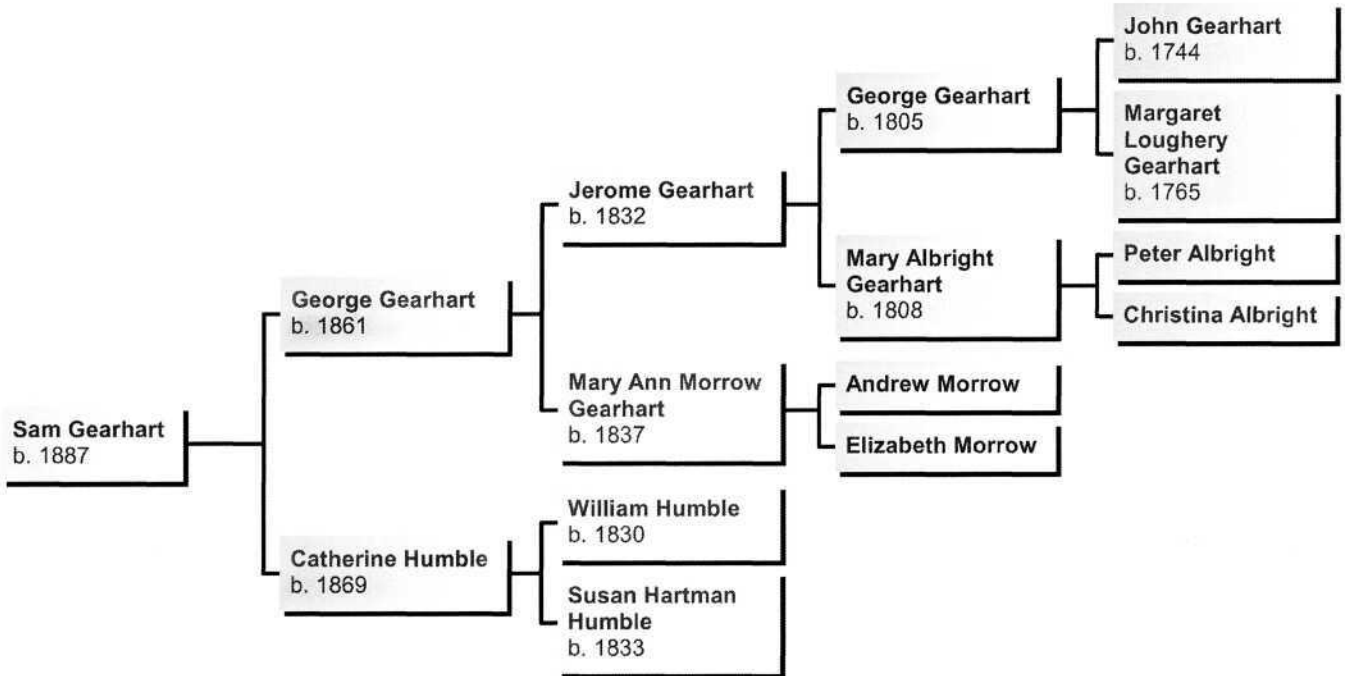 Sam Gearhart
b. 1887
George Gearhart
b. 1861
Catherine Humble
b. 1869
Jerome Gearhart
b. 1832
Mary Ann Morrow
Gearhart
b. 1837
William Humble
b. 1830
Susan Hartman
Humble
b. 1833
George Gearhart
b. 1805
Mary Albright
Gearhart
b. 1808
Andrew Morrow
Elizabeth Morrow
John Gearhart
b. 1744
Margaret
Loughery
Gearhart
b. 1765
Peter Albright
Christina Albright